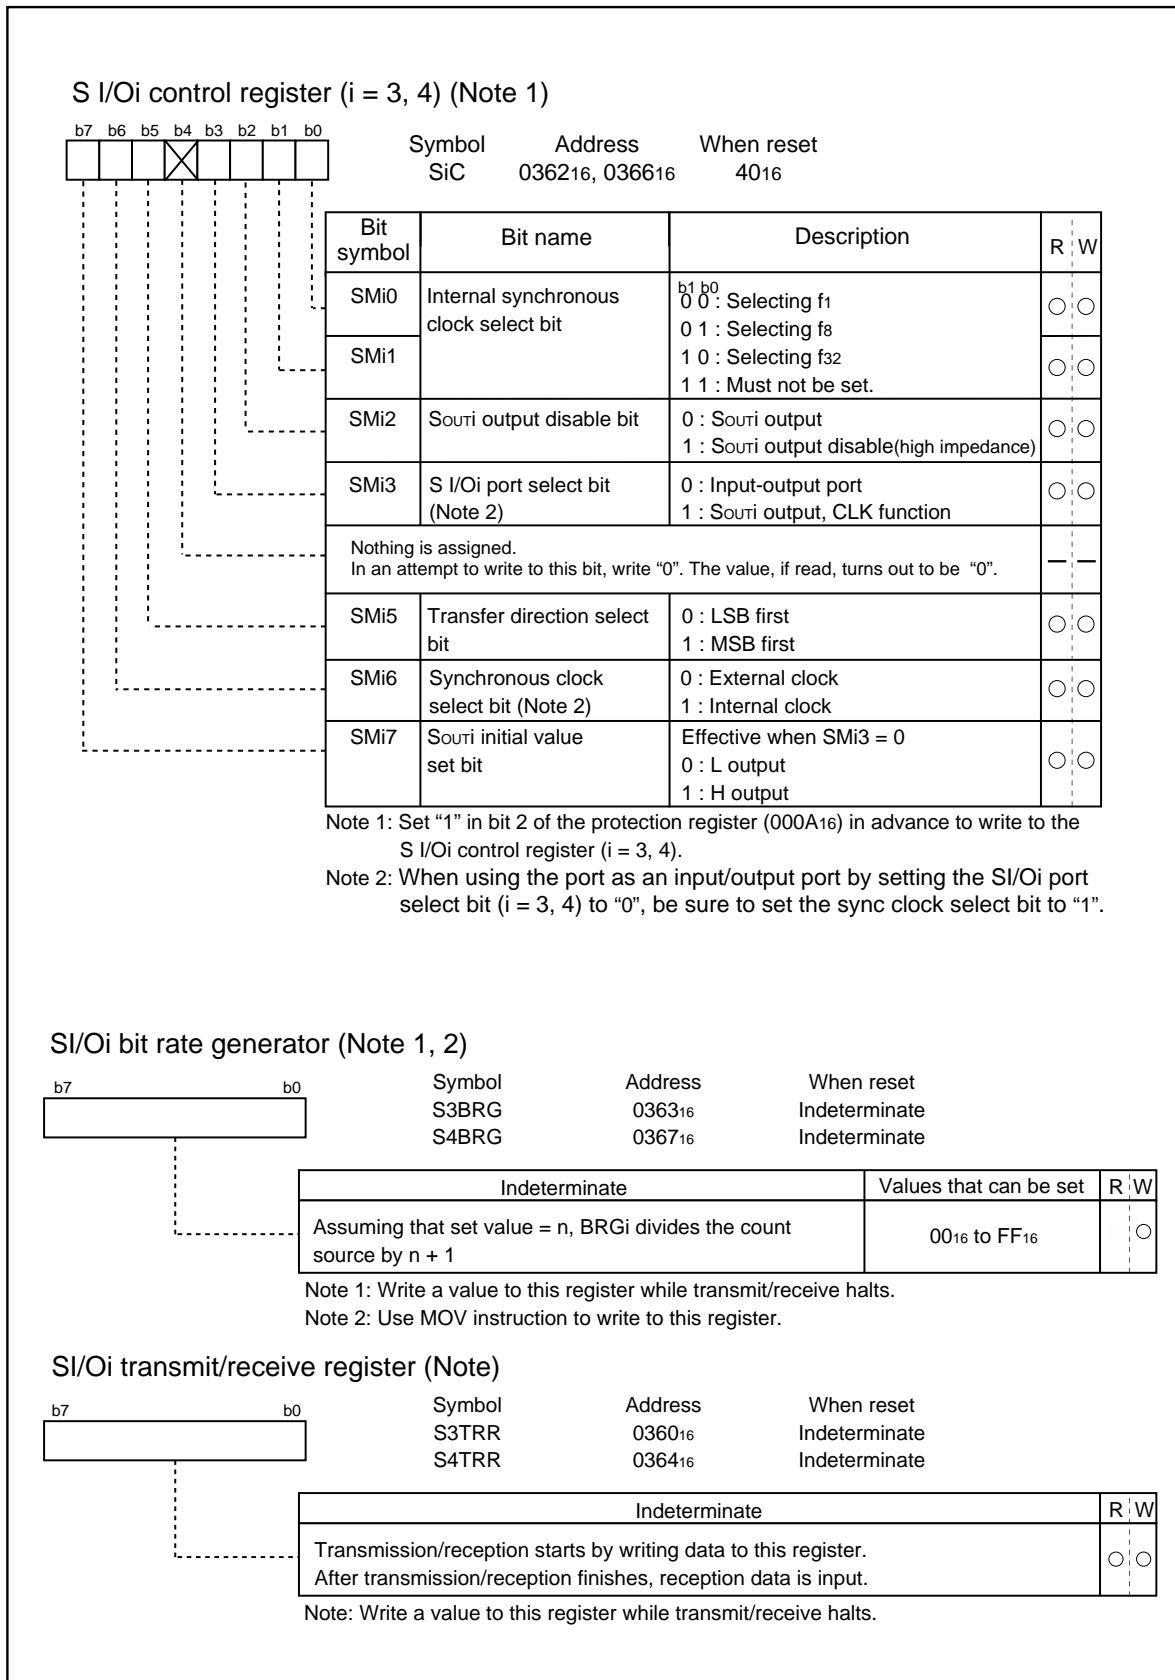 S I/Oi control register (i = 3, 4) (Note 1)
b7 b6 b5 b4 b3 b2 b1 b0
Symbol Address When reset
SiC 036216, 036616 4016
Bit symbol Bit name Description R W
SMi0 Internal synchronous clock select bit b1 b0
0 0 : Selecting f1
0 1 : Selecting f8
SMi1 1 0 : Selecting f32
1 1 : Must not be set.
SMi2 SOUTi output disable bit 0 : SOUTi output
1 : SOUTi output disable(high impedance)
SMi3 S I/Oi port select bit 0 : Input-output port
(Note 2) 1 : SOUTi output, CLK function
Nothing is assigned.
In an attempt to write to this bit, write “0”. The value, if read, turns out to be “0”.
SMi5 Transfer direction select 0 : LSB first
bit 1 : MSB first
SMi6 Synchronous clock 0 : External clock
select bit (Note 2) 1 : Internal clock
SMi7 SOUTi initial value Effective when SMi3 = 0
set bit 0 : L output
1 : H output
Note 1: Set “1” in bit 2 of the protection register (000A16) in advance to write to the
S I/Oi control register (i = 3, 4).
Note 2: When using the port as an input/output port by setting the SI/Oi port
select bit (i = 3, 4) to “0”, be sure to set the sync clock select bit to “1”.
SI/Oi bit rate generator (Note 1, 2)
b7 b0
Symbol Address When reset
S3BRG 036316 Indeterminate
S4BRG 036716 Indeterminate
Indeterminate Values that can be set R W
Assuming that set value = n, BRGi divides the count
source by n + 1 0016 to FF16
Note 1: Write a value to this register while transmit/receive halts.
Note 2: Use MOV instruction to write to this register.
SI/Oi transmit/receive register (Note)
b7 b0
Symbol Address When reset
S3TRR 036016 Indeterminate
S4TRR 036416 Indeterminate
Indeterminate R W
Transmission/reception starts by writing data to this register.
After transmission/reception finishes, reception data is input.
Note: Write a value to this register while transmit/receive halts.